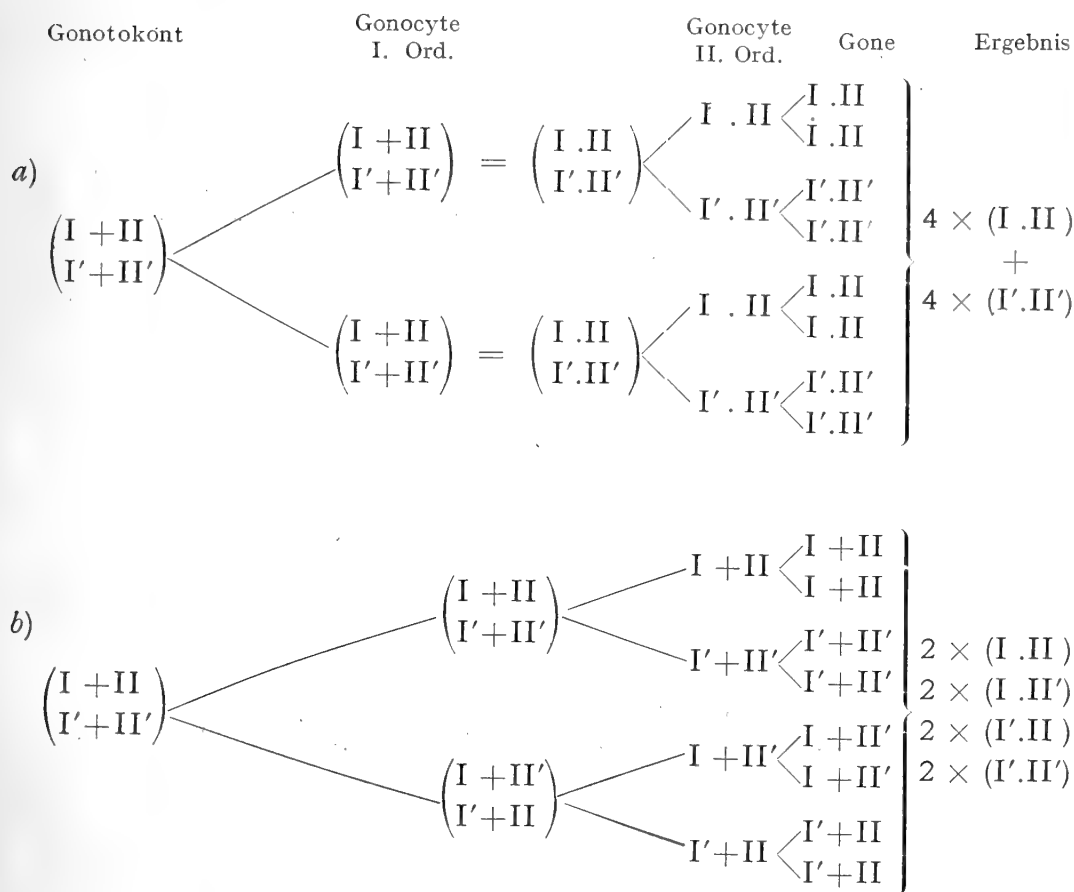 Gonotokont Gonocyte I. Ord. Gonocyte II. Ord. Gone Ergebnis
a)
(I +II
I′+II′)
(I +II
I′+II′) = (I .II
I′.II′)
I . II
I .II
I .II
I′. II′
I′.II′
I′.II′
(I +II
I′+II′) = (I .II
I′.II′)
I . II
I .II
I .II
I′. II′
I′.II′
I′.II′
4 × (I .II )
+
4 × (I′.II′)
b)
(I +II
I′+II′)
(I +II
I′+II′)
I +II
I +II
I +II
I′+II′
I′+II′
I′+II′
(I +II′
I′+II)
I +II′
I +II′
I +II′
I′+II
I′+II
I′+II
2 × (I .II )
2 × (I .II′)
2 × (I′.II )
2 × (I′.II′)